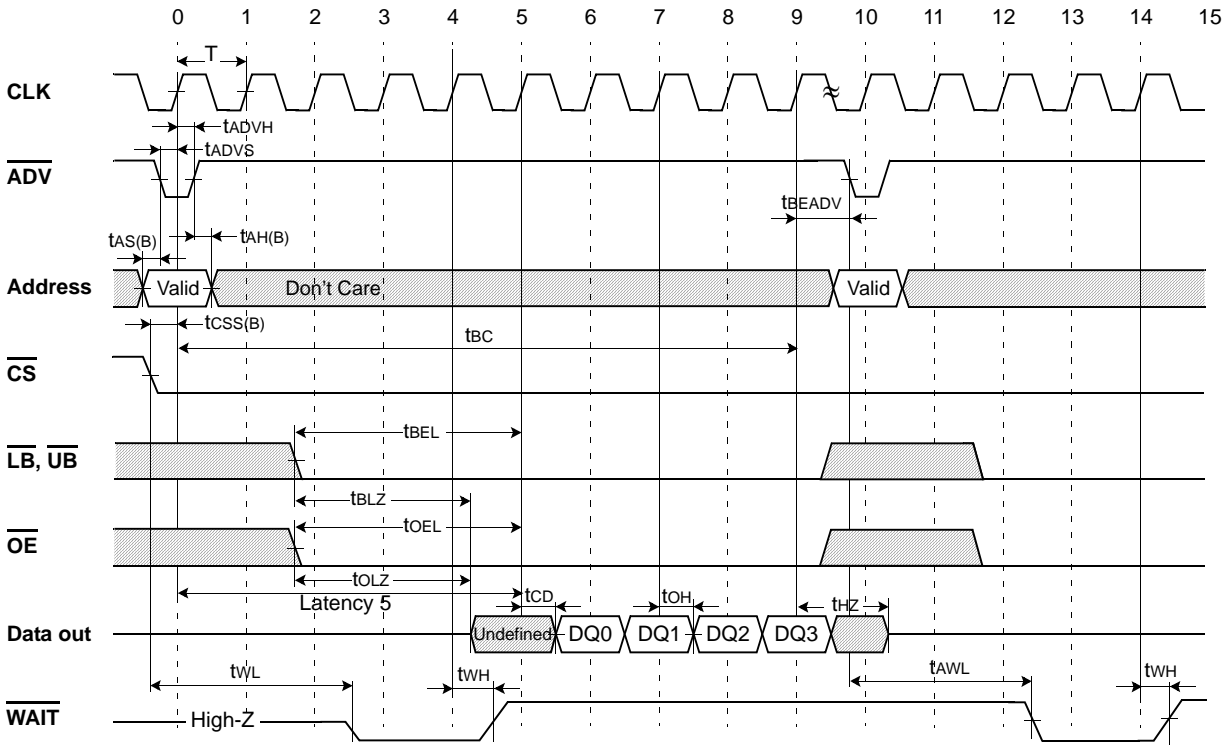 0 1 2 3 4 5 6 7 8 9 10 11 12 13 14 15
T
CLK
≈
tADVH
tADVS
ADV
tBEADV
tAS(B)
tAH(B)
Address
Valid
Don't Care
Valid
tCSS(B)
tBC
CS
tBEL
LB, UB
tBLZ
tOEL
OE
tOLZ
Latency 5
tCD
tOH
tHZ
Data out
Undefined
DQ0
DQ1
DQ2
DQ3
tWL
tWH
tAWL
tWH
WAIT
High-Z